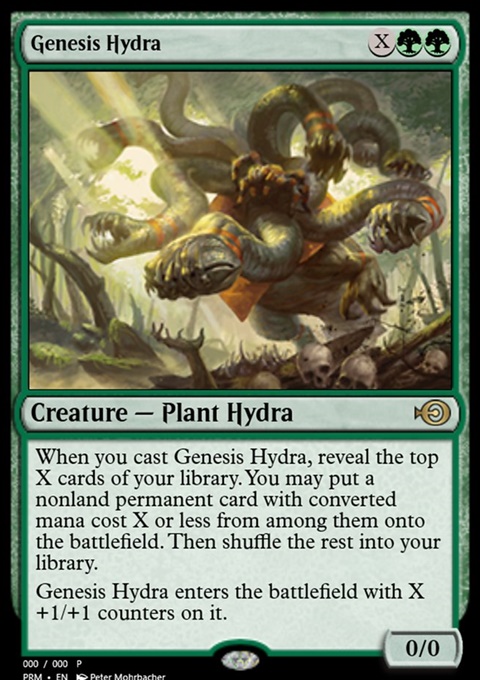 Genesis Hydra X
Creature — Plant Hydra
When you cast Genesis Hydra, reveal the top
X cards of your library. You may put a
nonland permanent card with converted
mana cost X or less from among them onto
the battlefield. Then shuffle the rest into your
library.
Genesis Hydra enters the battlefield with X
+1/+1 counters on it.
0/0
000 / 000 P
PRM • EN Peter Mohrbacher